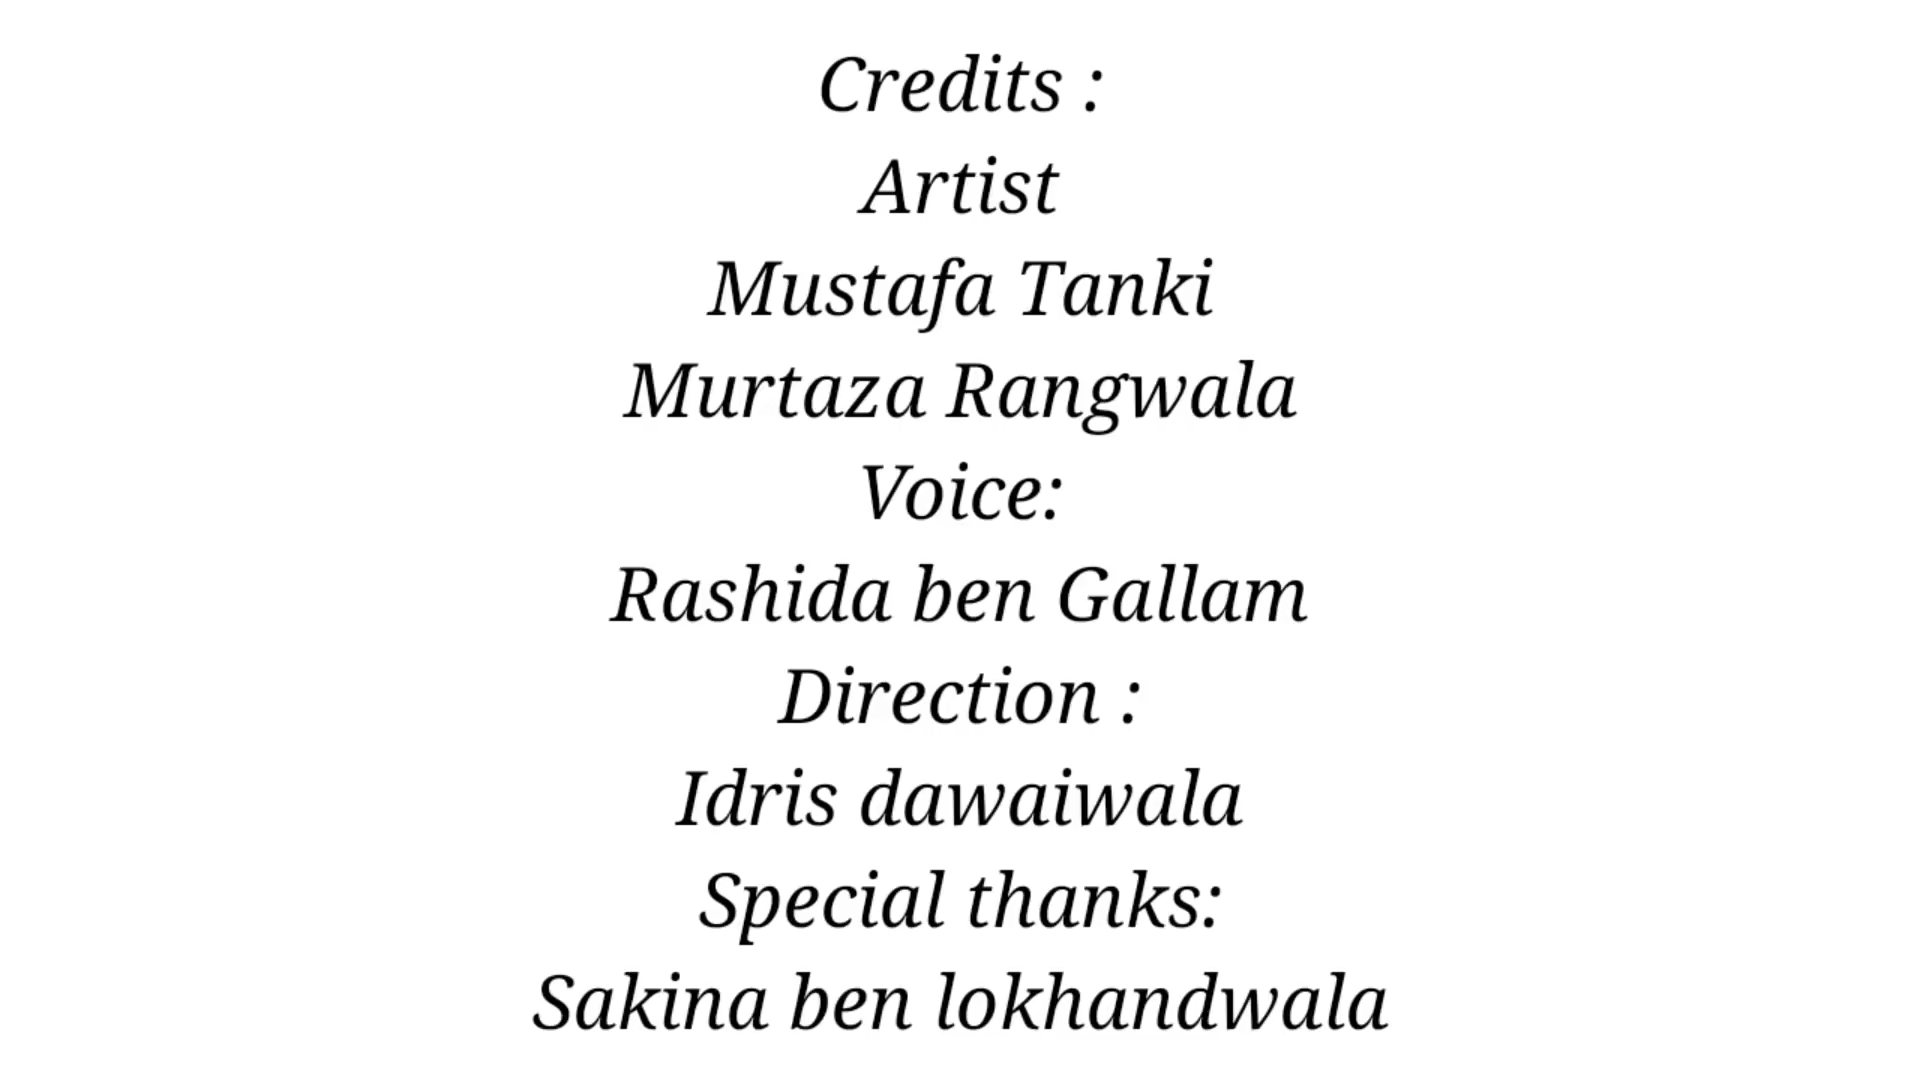 Credits :
Artist
Mustafa Tanki
Murtaza Rangwala
Voice:
Rashida ben Gallam
Direction :
Idris dawaiwala
Special thanks:
Sakina ben lokhandwala